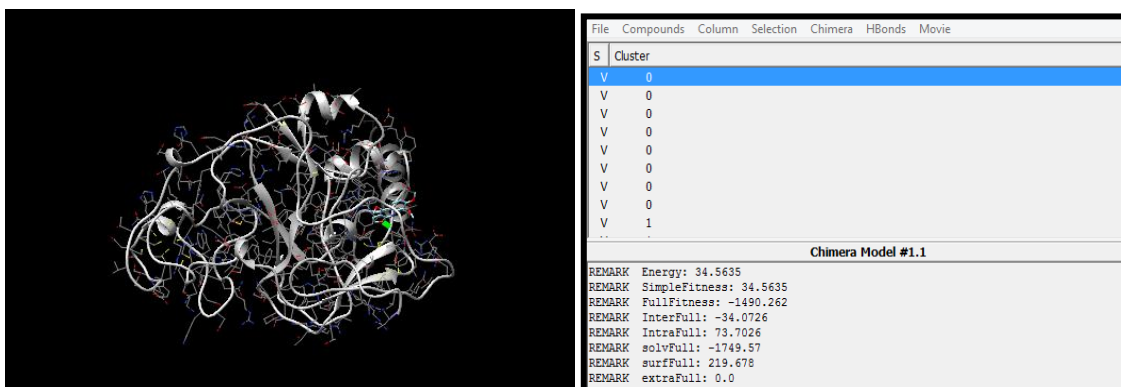 File Compounds Column Selection Chimera HBonds Movie
S Cluster
V 0
V 0
V 0
V 0
V 0
V 0
V 0
V 0
V 1
Chimera Model #1.1
REMARK Energy: 34.5635
REMARK SimpleFitness: 34.5635
REMARK FullFitness: -1490.262
REMARK InterFull: -34.0726
REMARK IntraFull: 73.7026
REMARK solvFull: -1749.57
REMARK surfFull: 219.678
REMARK extraFull: 0.0